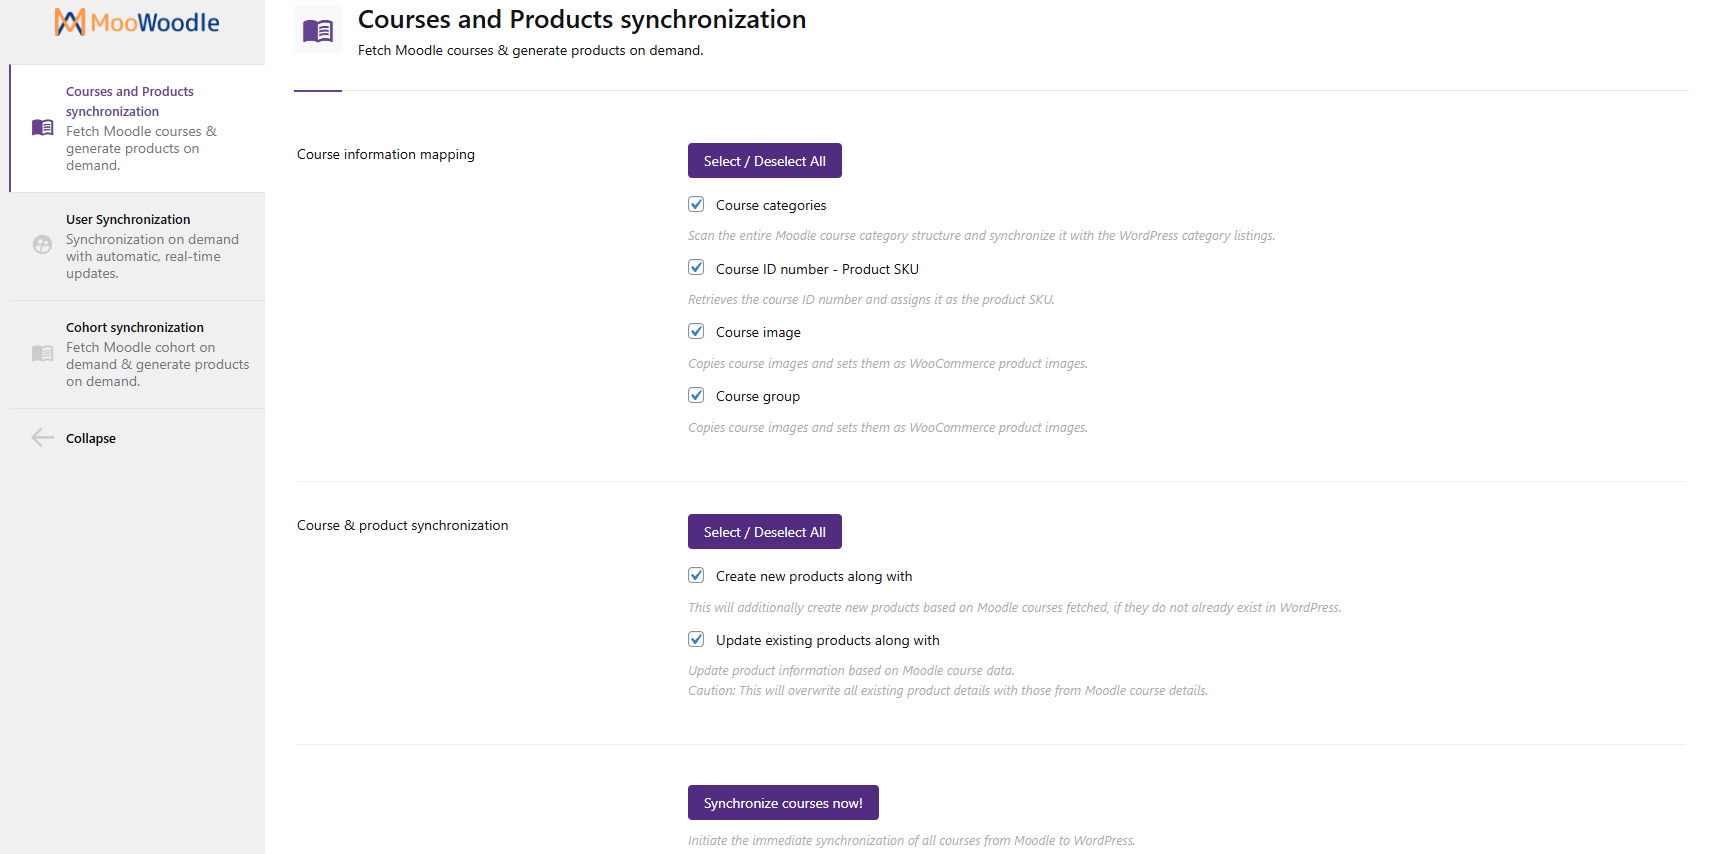 MooWoodle
Courses and Products
synchronization
Fetch Moodle courses &
generate products on
demand.
User Synchronization
Synchronization on demand
with automatic, real-time
updates.
Cohort synchronization
Fetch Moodle cohort on
demand & generate products
on demand.
Collapse
Courses and Products synchronization
Fetch Moodle courses & generate products on demand.
Course information mapping
Select / Deselect All
Course categories
Scan the entire Moodle course category structure and synchronize it with the WordPress category listings.
Course ID number - Product SKU
Retrieves the course ID number and assigns it as the product SKU.
Course image
Copies course images and sets them as WooCommerce product images.
Course group
Copies course images and sets them as WooCommerce product images.
Course & product synchronization
Select / Deselect All
Create new products along with
This will additionally create new products based on Moodle courses fetched, if they do not already exist in WordPress.
Update existing products along with
Update product information based on Moodle course data.
Caution: This will overwrite all existing product details with those from Moodle course details.
Synchronize courses now!
Initiate the immediate synchronization of all courses from Moodle to WordPress.